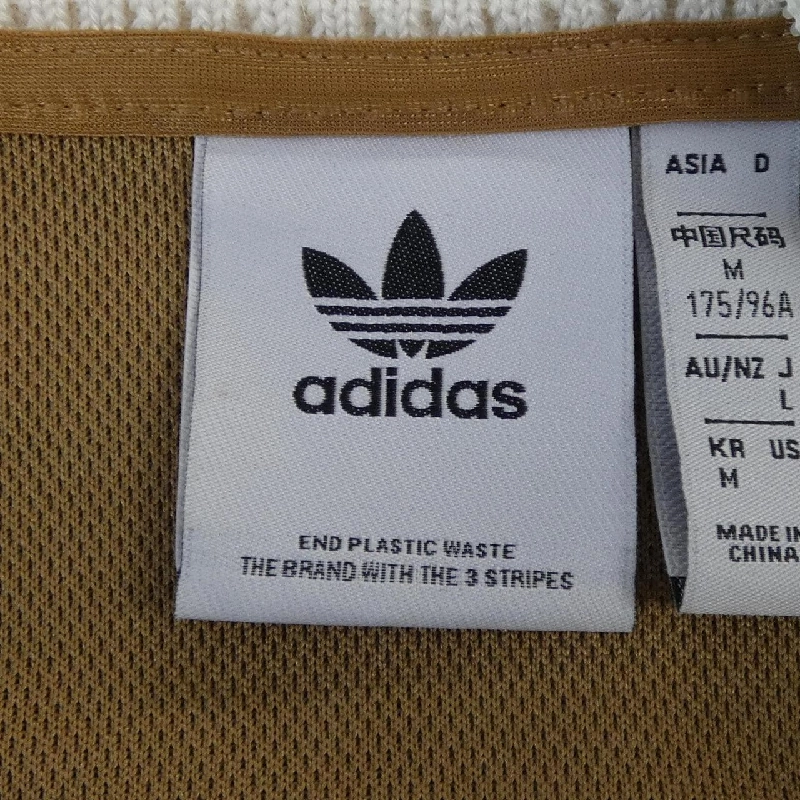 adidas
END PLASTIC WASTE
THE BRAND WITH THE 3 STRIPES
ASIA D
中国尺码
M
175/96A
AU/NZ J
L
KR US
M
MADE IN
CHINA